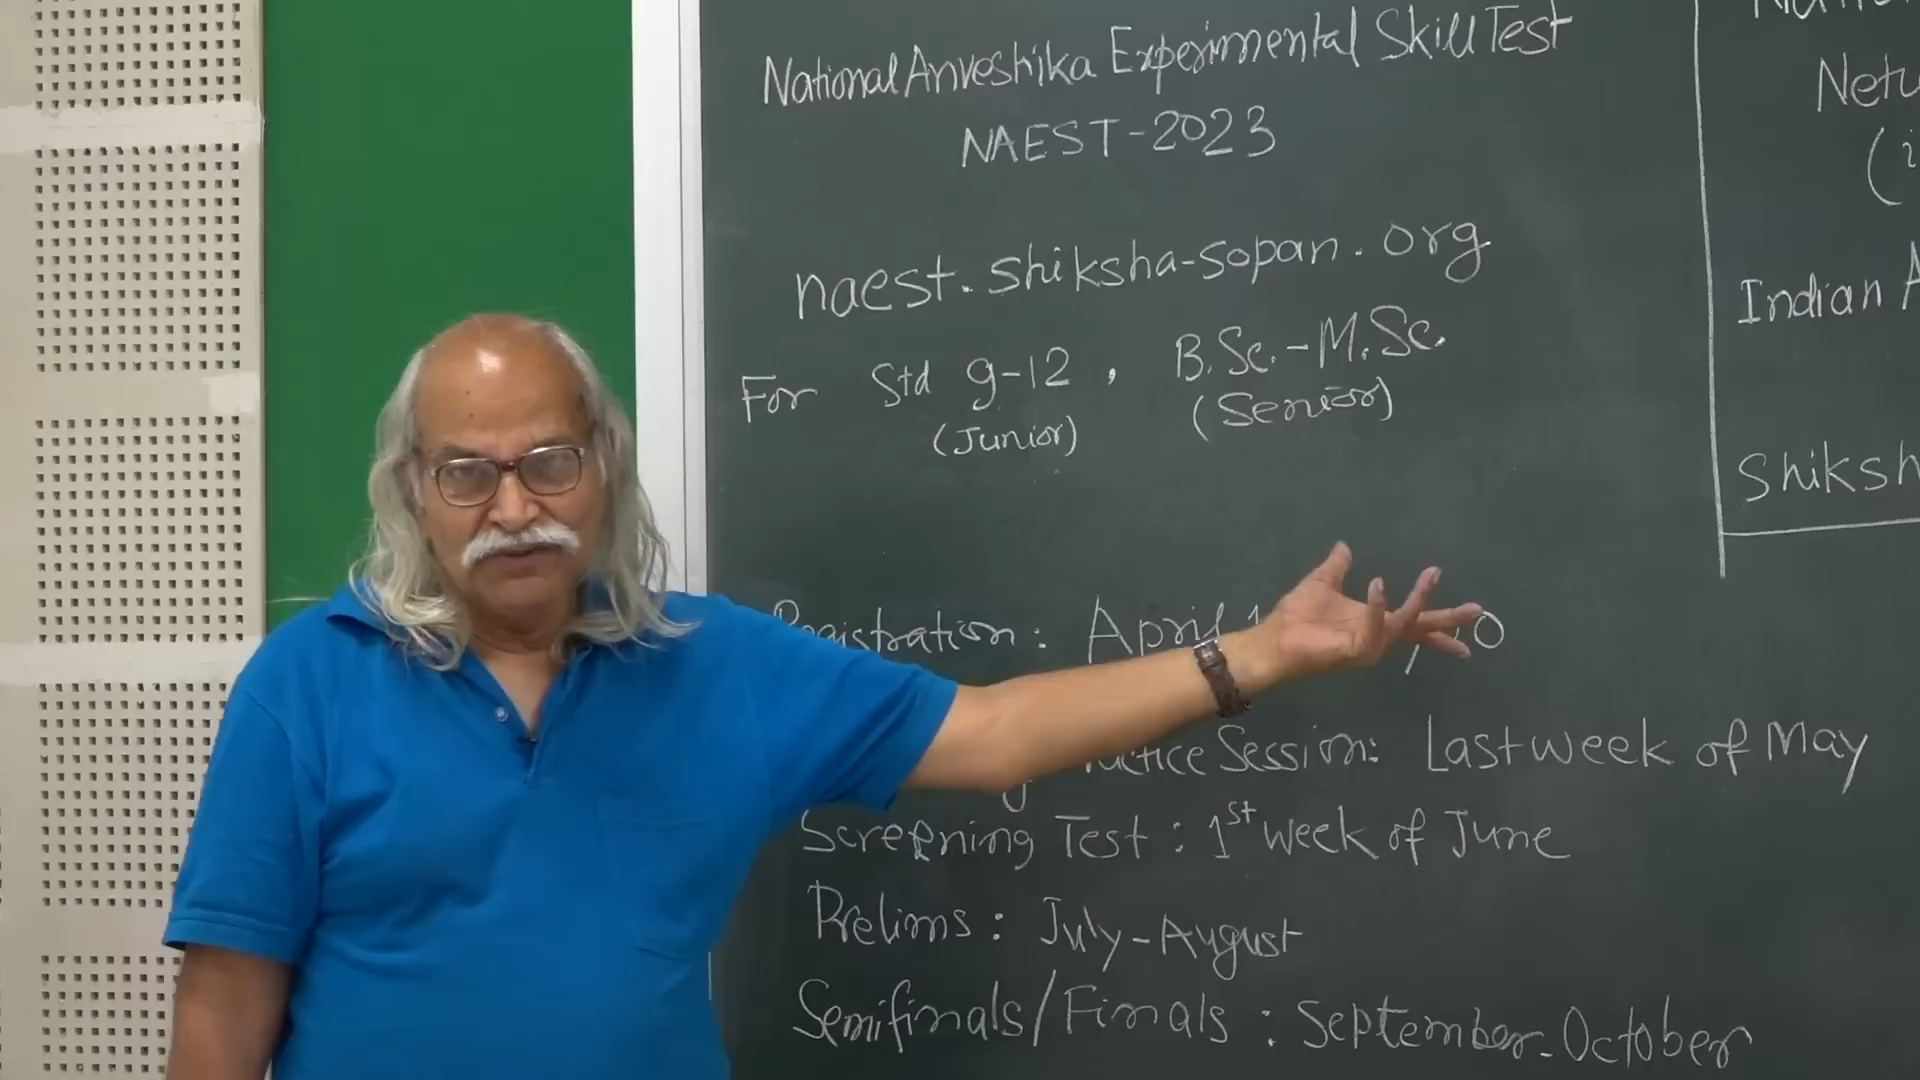 National Anveshika Experimental Skill Test
NAEST-2023
naest.shiksha-sopan.org
For Std 9-12, B.Sc.-M.Sc.
(Junior) (Senior)
Registration: April
Session: Last week of May
Screening Test: 1st week of June
Prelims: July-August
Semifinals/Finals: September-October
Indian